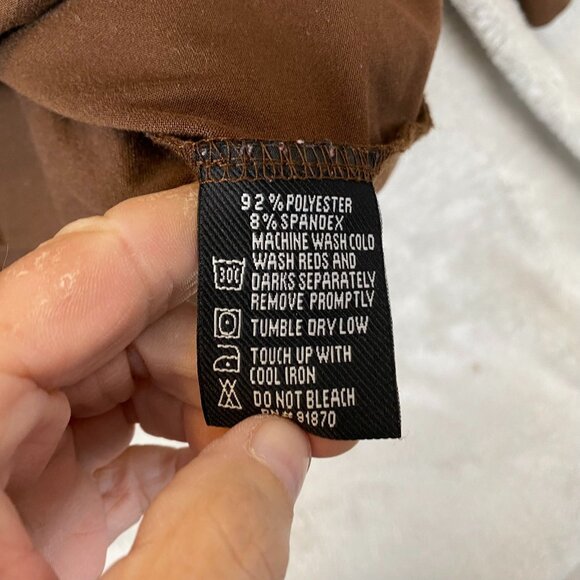 92% POLYESTER
8% SPANDEX
MACHINE WASH COLD
WASH REDS AND
DARKS SEPARATELY
REMOVE PROMPTLY
TUMBLE DRY LOW
TOUCH UP WITH
COOL IRON
DO NOT BLEACH
RN# 91870